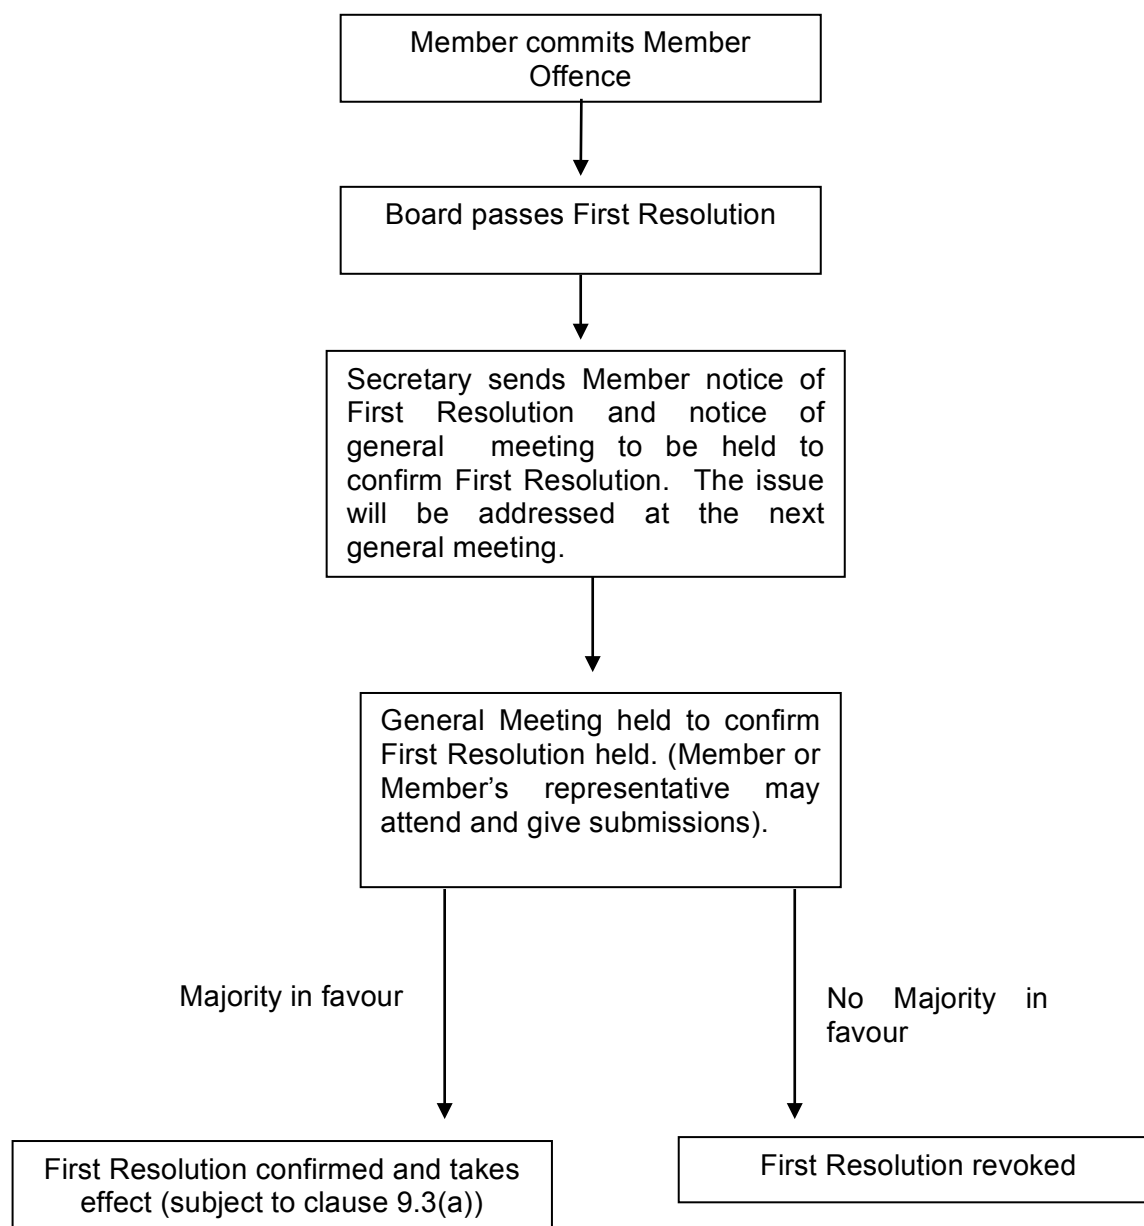 Member commits Member
Offence
Board passes First Resolution
Secretary sends Member notice of
First Resolution and notice of
general meeting to be held to
confirm First Resolution. The issue
will be addressed at the next
general meeting.
General Meeting held to confirm
First Resolution held. (Member or
Member’s representative may
attend and give submissions).
Majority in favour
No Majority in
favour
First Resolution confirmed and takes
effect (subject to clause 9.3(a))
First Resolution revoked